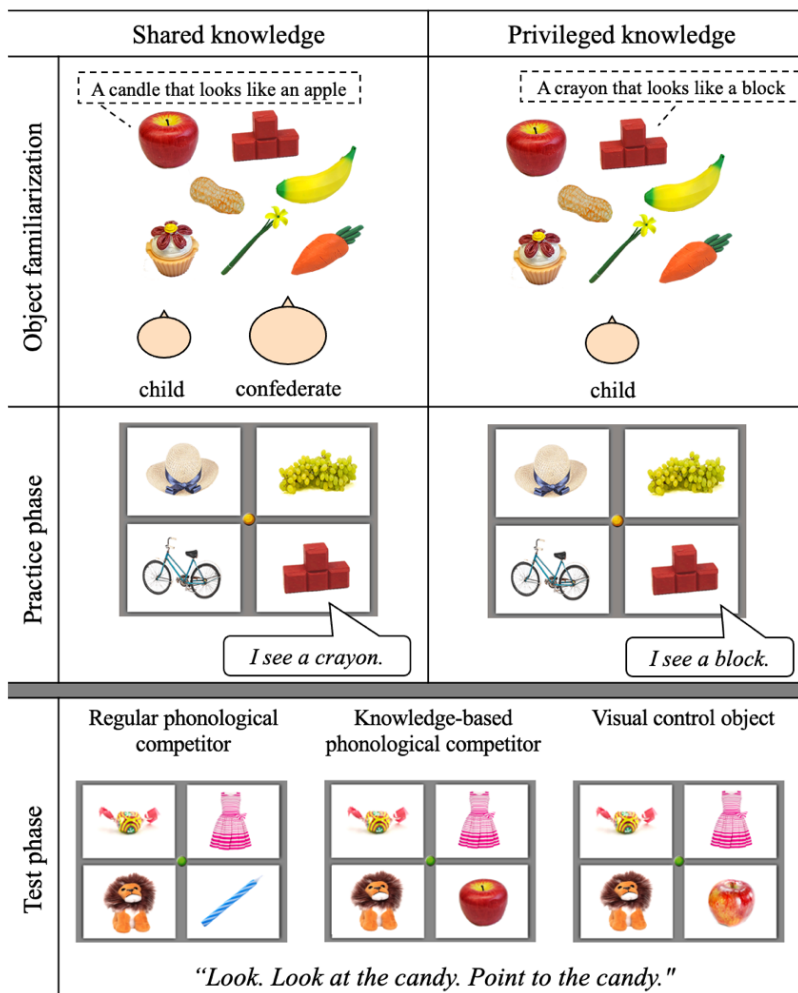 Shared knowledge
Privileged knowledge
Object familiarization
A candle that looks like an apple
A crayon that looks like a block
child
confederate
child
Practice phase
I see a crayon.
I see a block.
Test phase
Regular phonological
competitor
Knowledge-based
phonological competitor
Visual control object
“Look. Look at the candy. Point to the candy."